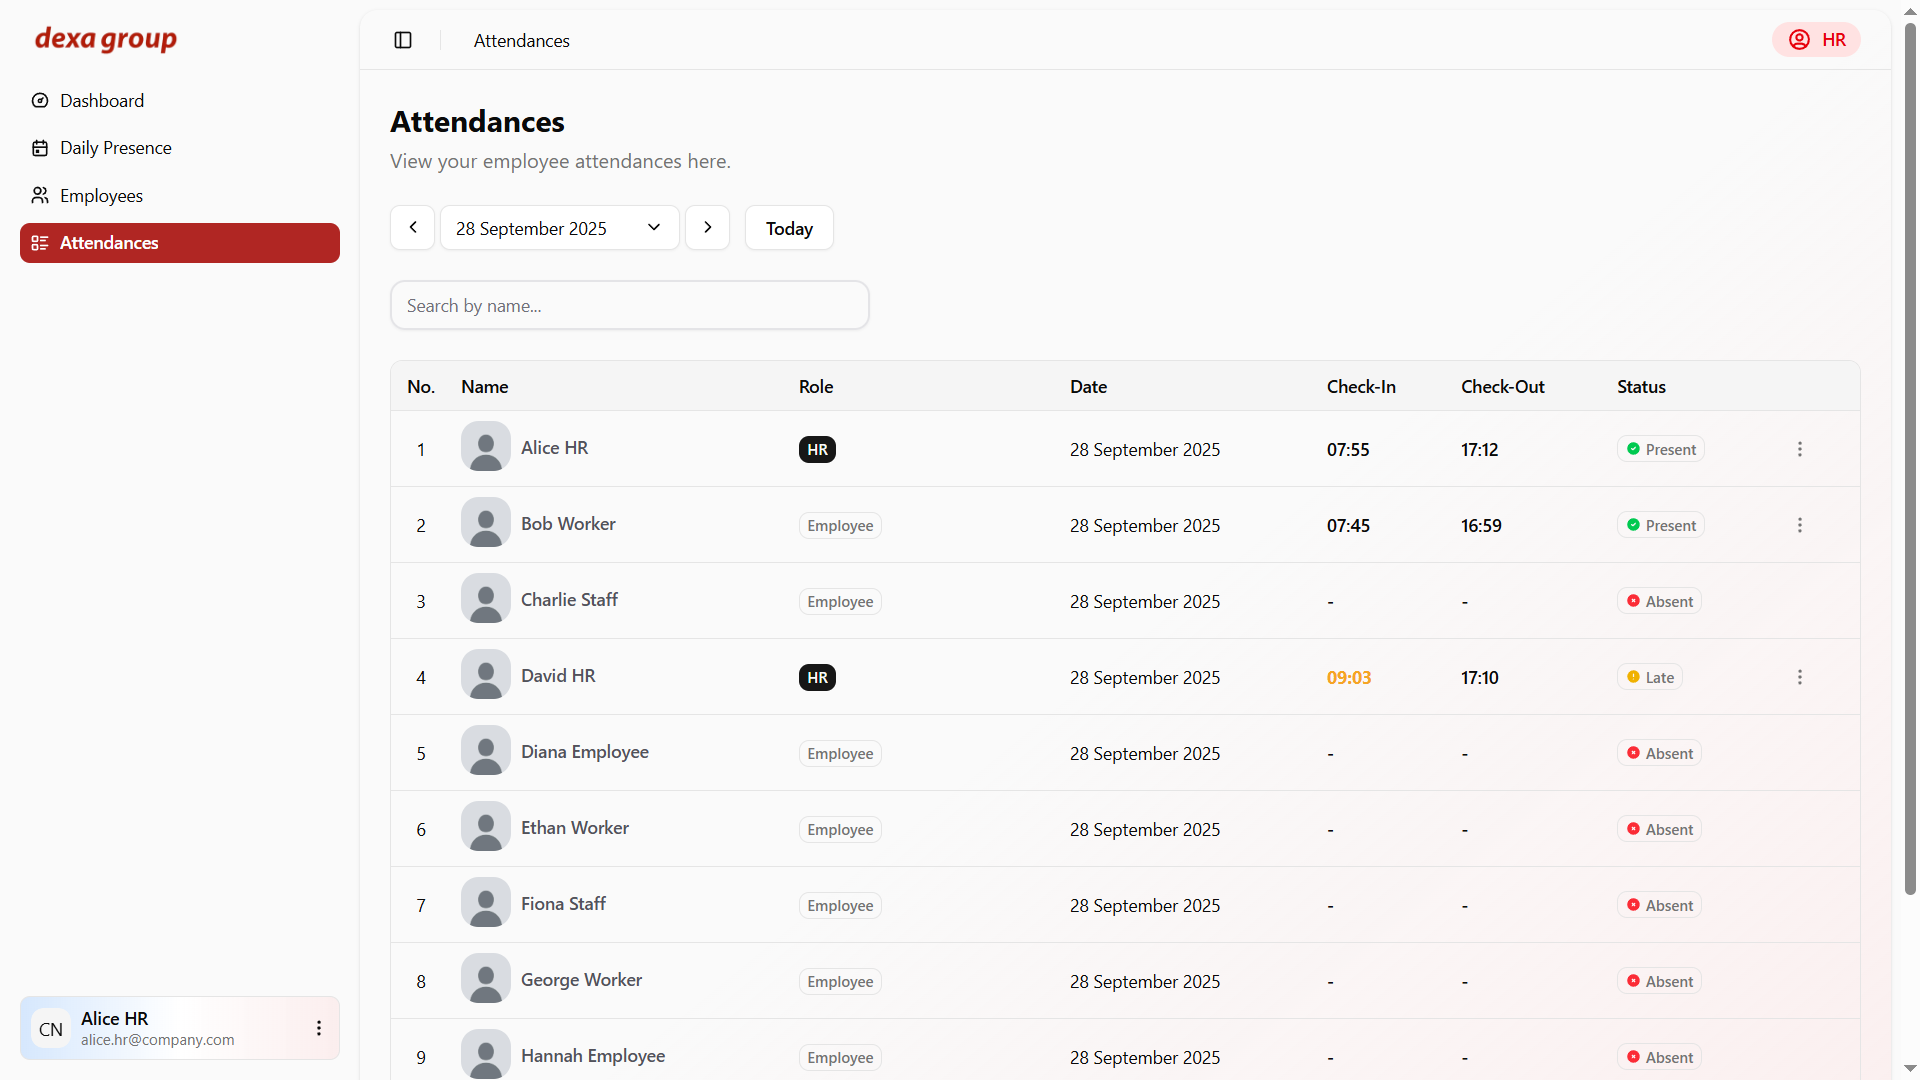 dexa group
Dashboard
Daily Presence
Employees
Attendances
CN
Alice HR
alice.hr@company.com
Attendances
HR
Attendances
View your employee attendances here.
28 September 2025
Today
Search by name...
No. Name Role Date Check-In Check-Out Status
1 Alice HR HR 28 September 2025 07:55 17:12 Present
2 Bob Worker Employee 28 September 2025 07:45 16:59 Present
3 Charlie Staff Employee 28 September 2025 - - Absent
4 David HR HR 28 September 2025 09:03 17:10 Late
5 Diana Employee Employee 28 September 2025 - - Absent
6 Ethan Worker Employee 28 September 2025 - - Absent
7 Fiona Staff Employee 28 September 2025 - - Absent
8 George Worker Employee 28 September 2025 - - Absent
9 Hannah Employee Employee 28 September 2025 - - Absent